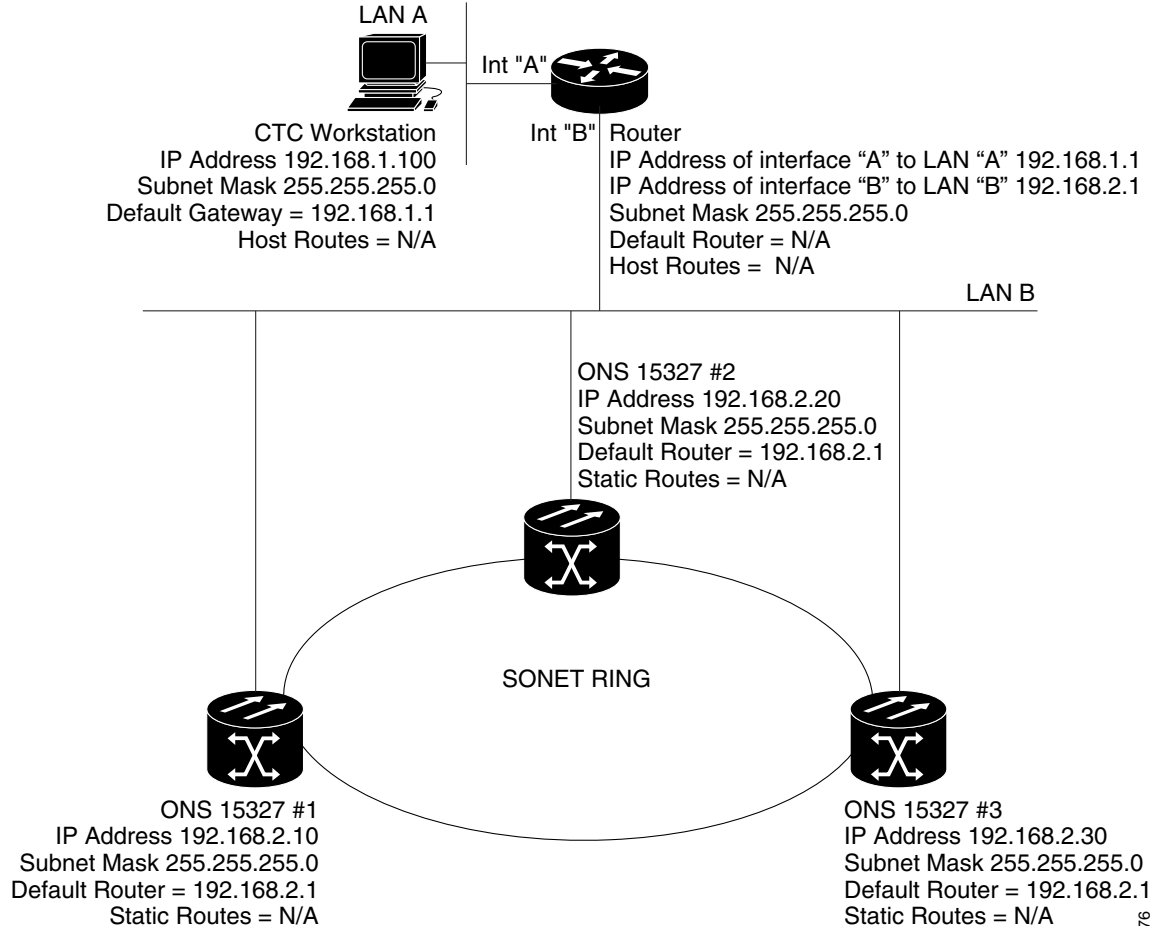 LAN A
Int "A"
CTC Workstation
IP Address 192.168.1.100
Subnet Mask 255.255.255.0
Default Gateway = 192.168.1.1
Host Routes = N/A
Int "B"
Router
IP Address of interface “A” to LAN “A” 192.168.1.1
IP Address of interface “B” to LAN “B” 192.168.2.1
Subnet Mask 255.255.255.0
Default Router = N/A
Host Routes = N/A
LAN B
ONS 15327 #2
IP Address 192.168.2.20
Subnet Mask 255.255.255.0
Default Router = 192.168.2.1
Static Routes = N/A
SONET RING
ONS 15327 #1
IP Address 192.168.2.10
Subnet Mask 255.255.255.0
Default Router = 192.168.2.1
Static Routes = N/A
ONS 15327 #3
IP Address 192.168.2.30
Subnet Mask 255.255.255.0
Default Router = 192.168.2.1
Static Routes = N/A